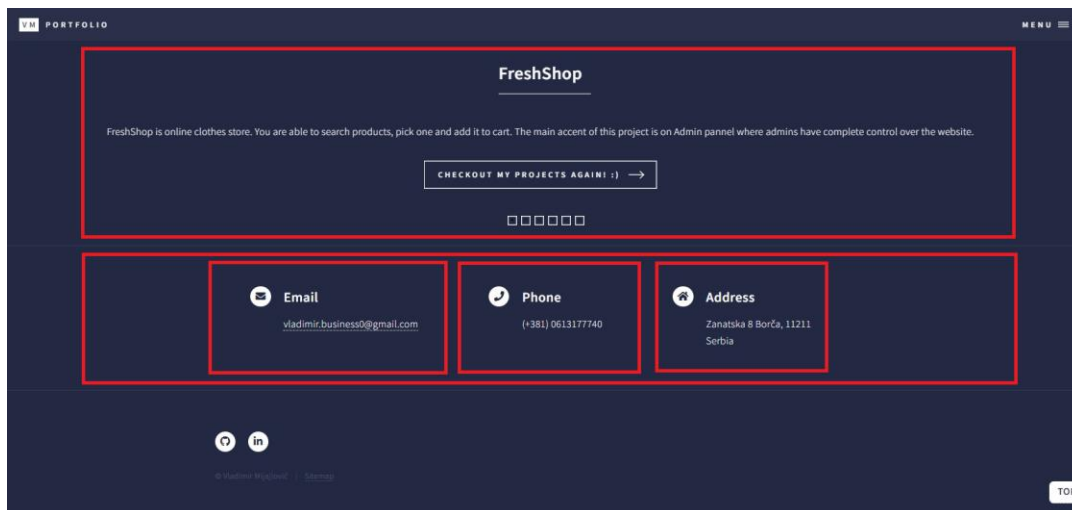 VM PORTFOLIO
MENU
FreshShop
FreshShop is online clothes store. You are able to search products, pick one and add it to cart. The main accent of this project is on Admin pannel where admins have complete control over the website.
CHECKOUT MY PROJECTS AGAIN! :)
Email
vladimir.business0@gmail.com
Phone
(+381) 0613177740
Address
Zanatska 8 Borča, 11211
Serbia
in
© Vladimir Mijajlović | Sitemap